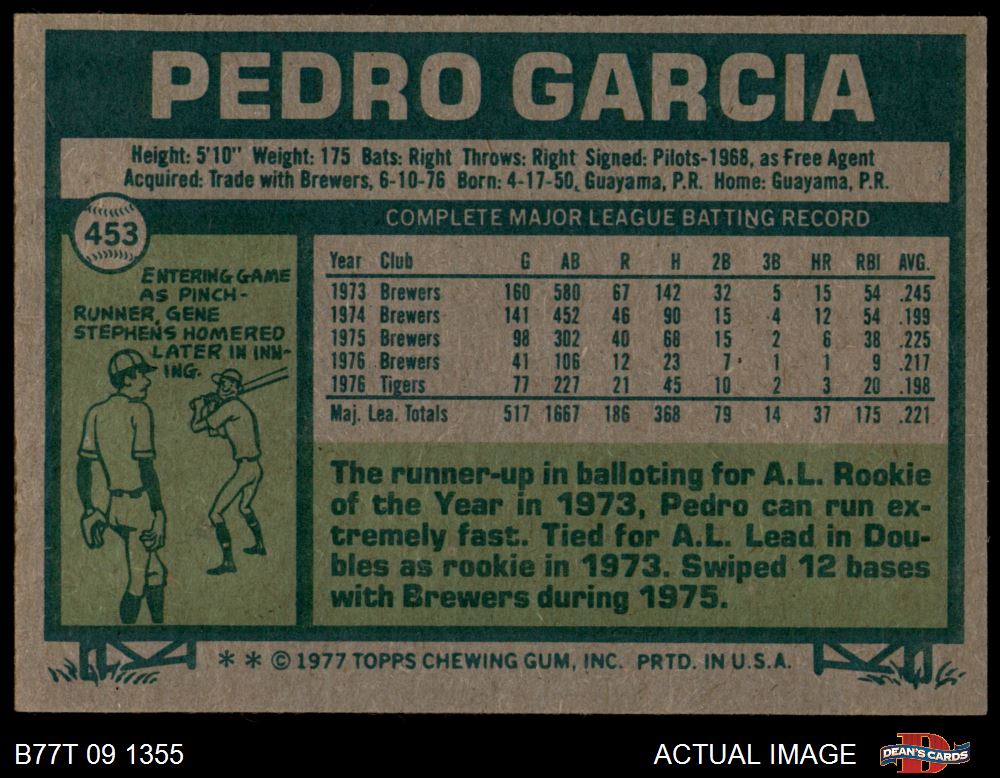 PEDRO GARCIA
Height: 5'10" Weight: 175 Bats: Right Throws: Right Signed: Pilots-1968, as Free Agent
Acquired: Trade with Brewers, 6-10-76 Born: 4-17-50, Guayama, P.R. Home: Guayama, P.R.
453
ENTERING GAME
AS PINCH-
RUNNER, GENE
STEPHENS HOMERED
LATER IN INN-
ING.
COMPLETE MAJOR LEAGUE BATTING RECORD
Year Club G AB R H 2B 3B HR RBI AVG.
1973 Brewers 160 580 67 142 32 5 15 54 .245
1974 Brewers 141 452 46 90 15 4 12 54 .199
1975 Brewers 98 302 40 68 15 2 6 38 .225
1976 Brewers 41 106 12 23 7 1 1 9 .217
1976 Tigers 77 227 21 45 10 2 3 20 .198
Maj. Lea. Totals 517 1667 186 368 79 14 37 175 .221
The runner-up in balloting for A.L. Rookie
of the Year in 1973, Pedro can run ex-
tremely fast. Tied for A.L. Lead in Dou-
bles as rookie in 1973. Swiped 12 bases
with Brewers during 1975.
* * © 1977 TOPPS CHEWING GUM, INC. PRTD. IN U.S.A.
B77T 09 1355
ACTUAL IMAGE
D
DEAN'S CARDS